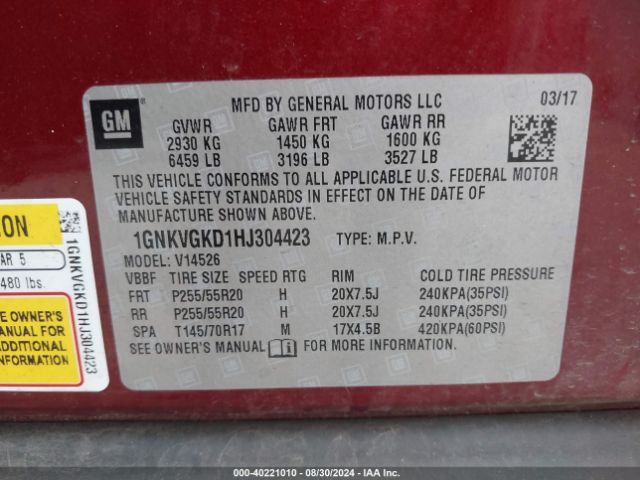 GM
MFD BY GENERAL MOTORS LLC 03/17
GVWR GAWR FRT GAWR RR
2930 KG 1450 KG 1600 KG
6459 LB 3196 LB 3527 LB
THIS VEHICLE CONFORMS TO ALL APPLICABLE U.S. FEDERAL MOTOR
VEHICLE SAFETY STANDARDS IN EFFECT ON THE DATE OF
MANUFACTURE SHOWN ABOVE.
1GNKVGKD1HJ304423 TYPE: M.P.V.
MODEL: V14526
VBBF TIRE SIZE SPEED RTG RIM COLD TIRE PRESSURE
FRT P255/55R20 H 20X7.5J 240KPA(35PSI)
RR P255/55R20 H 20X7.5J 240KPA(35PSI)
SPA T145/70R17 M 17X4.5B 420KPA(60PSI)
SEE OWNER'S MANUAL FOR MORE INFORMATION.
ION
AR 5
480 lbs.
E OWNER'S
ANUAL FOR
ADDITIONAL
FORMATION
1GNKVGKD1HJ304423
000-40221010 - 08/30/2024 - IAA Inc.